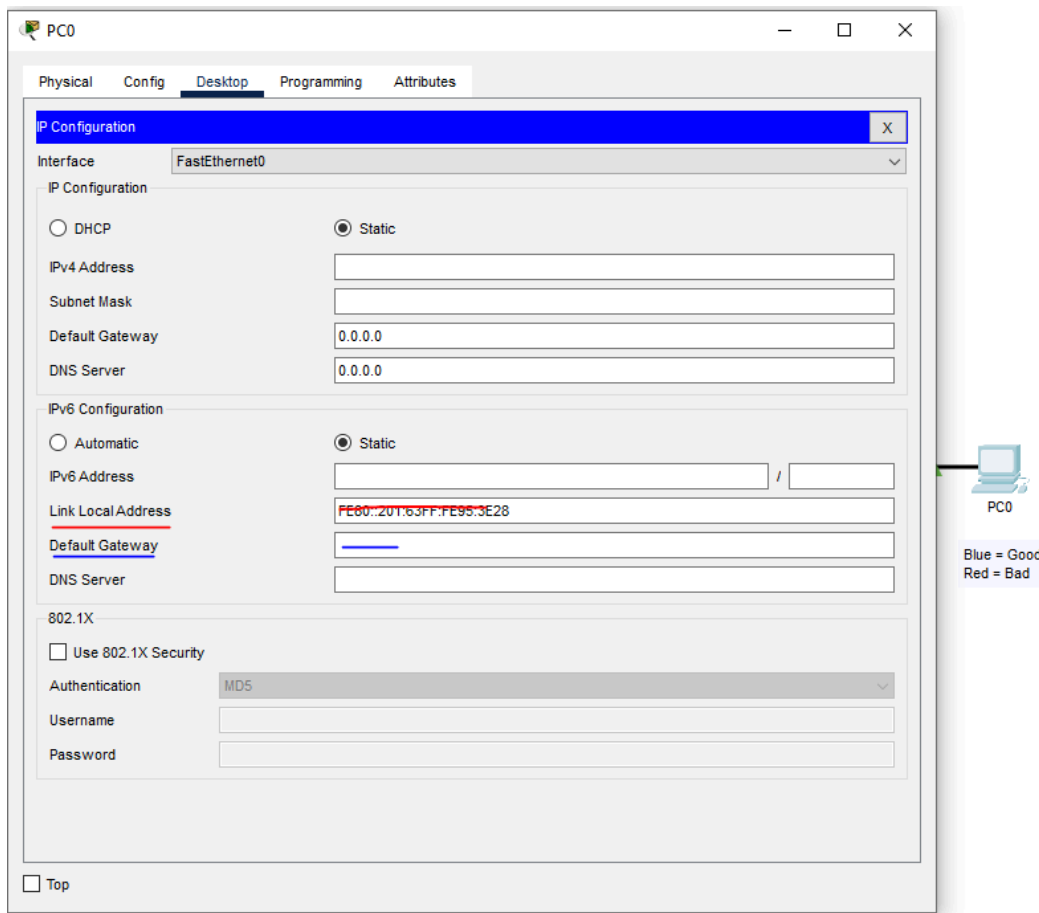 PC0
Physical Config Desktop Programming Attributes
IP Configuration X
Interface FastEthernet0
IP Configuration
DHCP Static
IPv4 Address
Subnet Mask
Default Gateway 0.0.0.0
DNS Server 0.0.0.0
IPv6 Configuration
Automatic Static
IPv6 Address /
Link Local Address FE80::201:63FF:FE95:3E28
Default Gateway
DNS Server
802.1X
Use 802.1X Security
Authentication MD5
Username
Password
Top
PC0
Blue = Good
Red = Bad